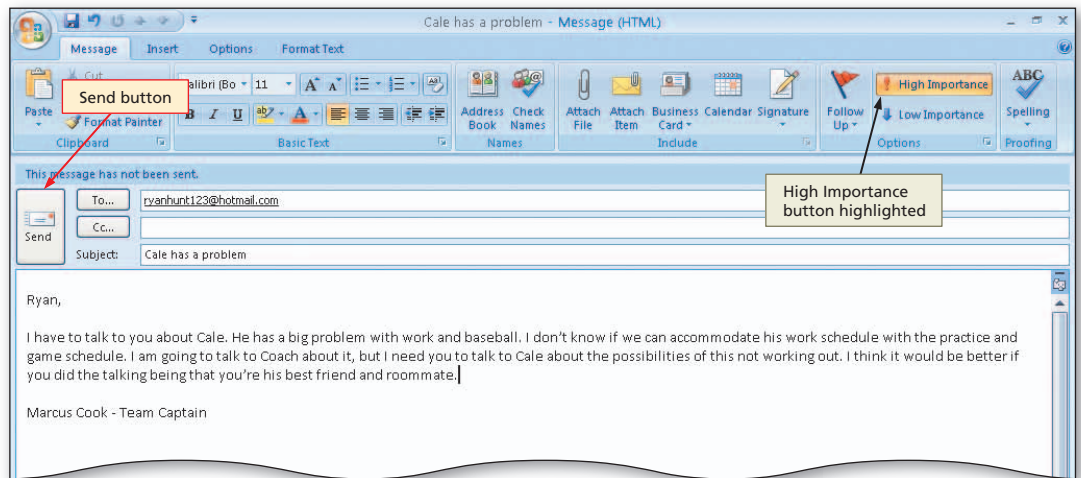 Cale has a problem - Message (HTML)
Message Insert Options Format Text
Cut
Paste
Format Painter
Clipboard
Send button
alibri (Bo 11
B I U
Basic Text
Address Book
Check Names
Names
Attach File
Attach Item
Business Card
Calendar
Signature
Include
Follow Up
High Importance
Low Importance
Options
ABC
Spelling
Proofing
This message has not been sent.
High Importance
button highlighted
Send
To... ryanhunt123@hotmail.com
Cc...
Subject: Cale has a problem
Ryan,
I have to talk to you about Cale. He has a big problem with work and baseball. I don't know if we can accommodate his work schedule with the practice and
game schedule. I am going to talk to Coach about it, but I need you to talk to Cale about the possibilities of this not working out. I think it would be better if
you did the talking being that you're his best friend and roommate.
Marcus Cook - Team Captain